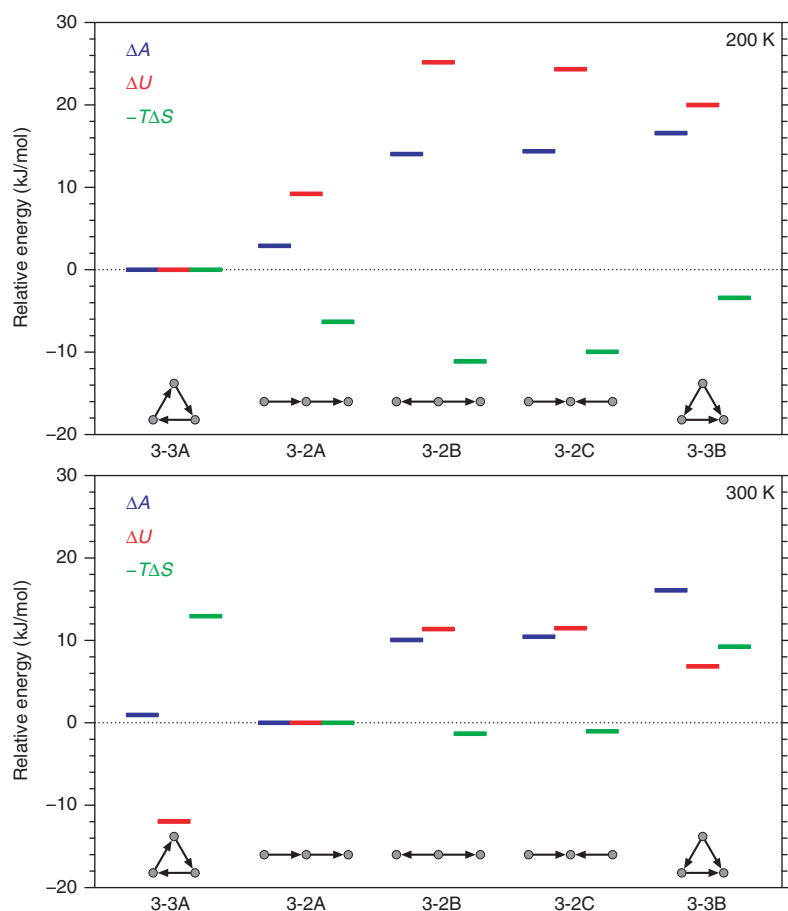 30
20
10
0
−10
−20
Relative energy (kJ/mol)
ΔA
ΔU
−TΔS
200 K
3-3A 3-2A 3-2B 3-2C 3-3B
30
20
10
0
−10
−20
Relative energy (kJ/mol)
ΔA
ΔU
−TΔS
300 K
3-3A 3-2A 3-2B 3-2C 3-3B